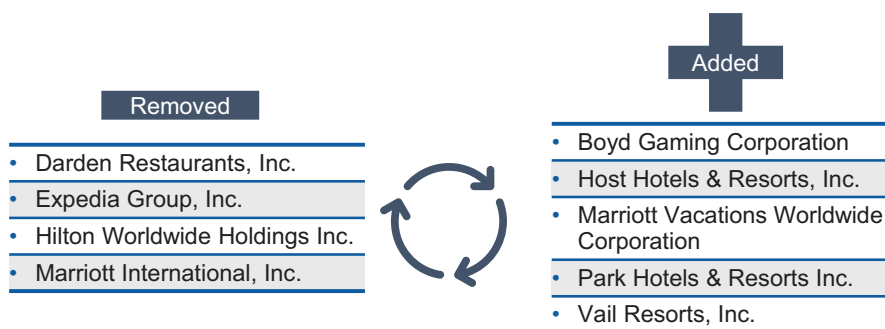 Removed
• Darden Restaurants, Inc.
• Expedia Group, Inc.
• Hilton Worldwide Holdings Inc.
• Marriott International, Inc.
Added
• Boyd Gaming Corporation
• Host Hotels & Resorts, Inc.
• Marriott Vacations Worldwide
Corporation
• Park Hotels & Resorts Inc.
• Vail Resorts, Inc.